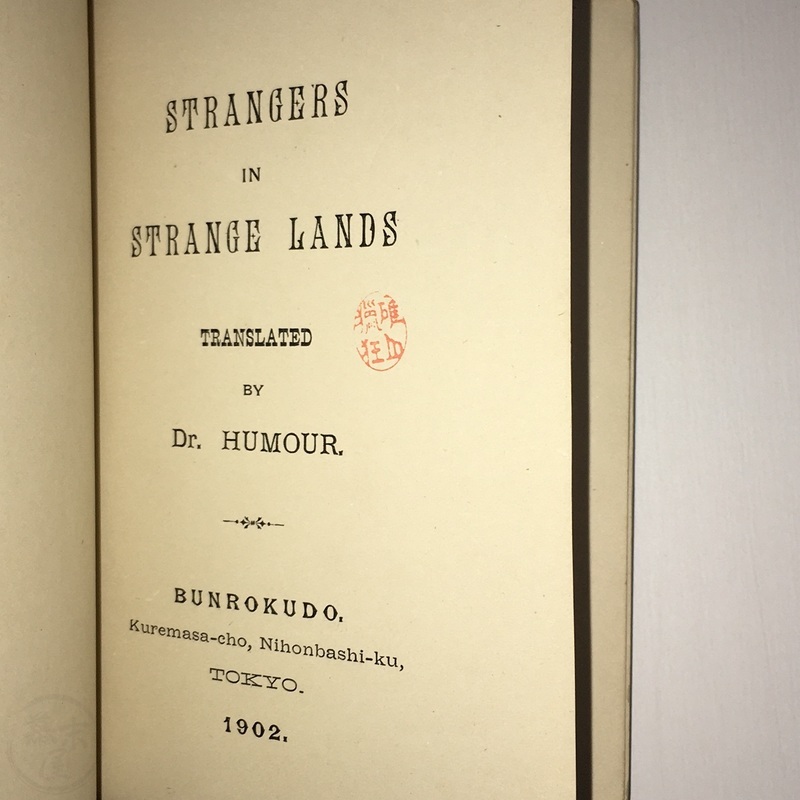 STRANGERS
IN
STRANGE LANDS
TRANSLATED
BY
Dr. HUMOUR.
BUNROKUDO.
Kuremasa-cho, Nihonbashi-ku,
TOKYO.
1902.